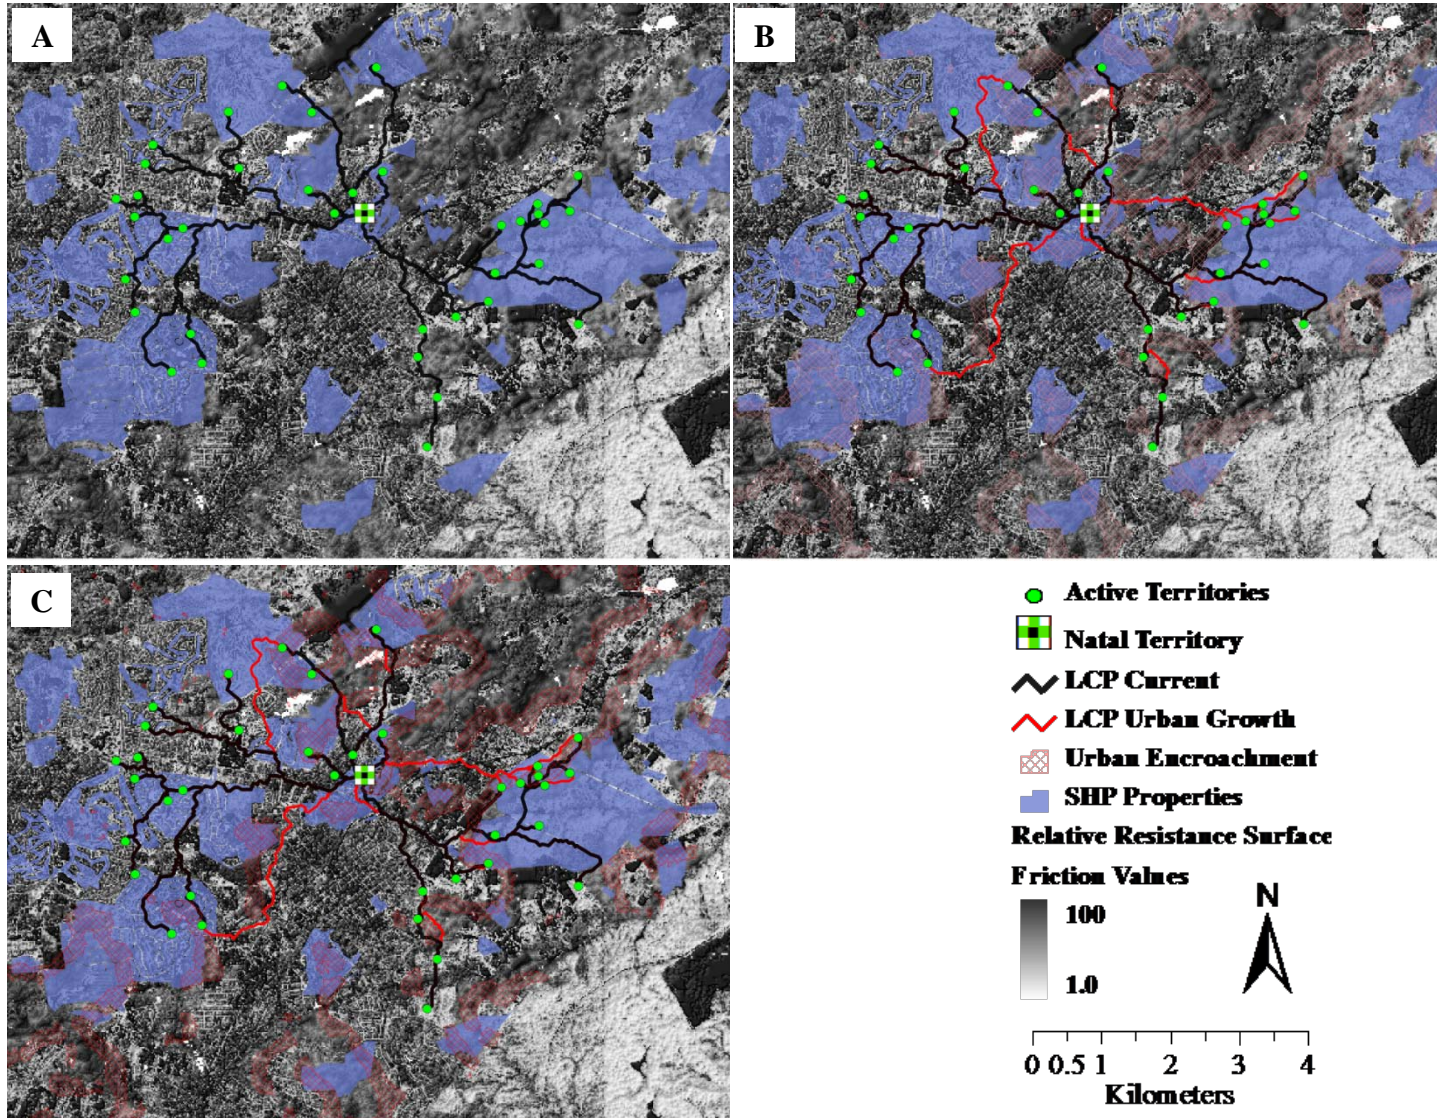 A
B
C
Active Territories
Natal Territory
LCP Current
LCP Urban Growth
Urban Encroachment
SHP Properties
Relative Resistance Surface
Friction Values
100
1.0
N
0 0.5 1 2 3 4
Kilometers